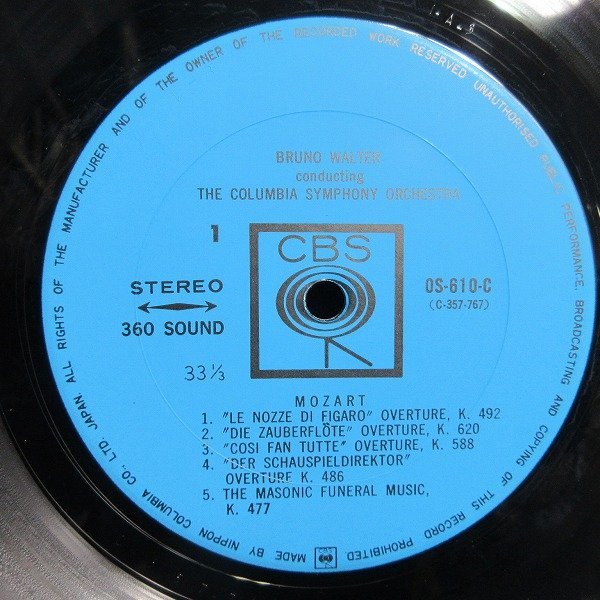 MADE BY NIPPON COLUMBIA CO., LTD. JAPAN ALL RIGHTS OF THE MANUFACTURER AND OF THE OWNER OF THE RECORDED WORK RESERVED UNAUTHORISED PUBLIC PERFORMANCE, BROADCASTING AND COPYING OF THIS RECORD PROHIBITED.
BRUNO WALTER
conducting
THE COLUMBIA SYMPHONY ORCHESTRA
1
CBS
STEREO
360 SOUND
OS-610-C
(C-357-767)
33 1/3
MOZART
1. "LE NOZZE DI FIGARO" OVERTURE, K. 492
2. "DIE ZAUBERFLÖTE" OVERTURE, K. 620
3. "COSI FAN TUTTE" OVERTURE, K. 588
4. "DER SCHAUSPIELDIREKTOR"
OVERTURE K. 486
5. THE MASONIC FUNERAL MUSIC,
K. 477